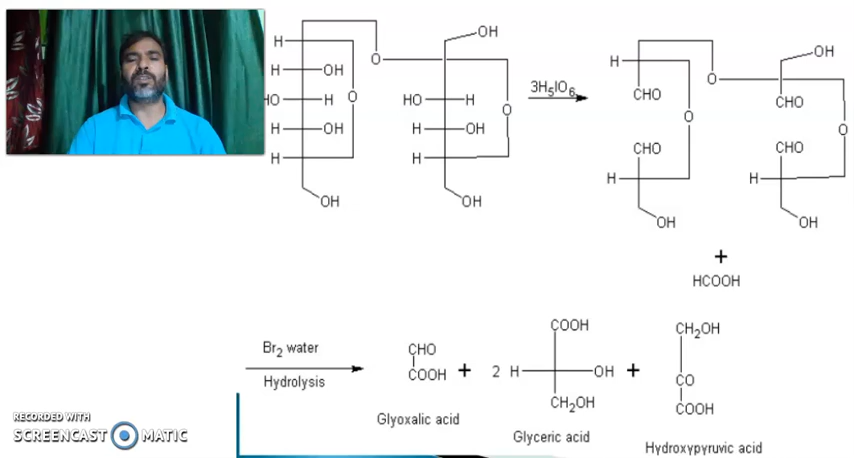 OH
H
O
H
OH
3H5IO6
H
O
OH
HO
H
O
HO
H
O
CHO
CHO
O
O
H
OH
H
OH
CHO
CHO
H
H
H
H
OH
OH
OH
OH
+
HCOOH
Br2 water
Hydrolysis
CHO
COOH
+
2 H
COOH
OH
CH2OH
+
CH2OH
CO
COOH
Glyoxalic acid
Glyceric acid
Hydroxypyruvic acid
RECORDED WITH
SCREENCAST MATIC